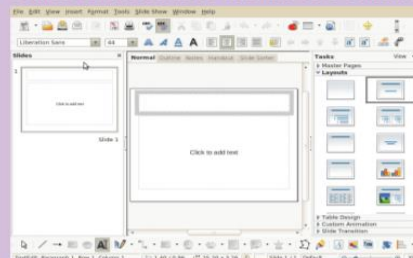 File Edit View Insert Format Tools Slide Show Window Help
Liberation Sans 44
Slides
Normal Outline Notes Handout Slide Sorter
Tasks View
Master Pages
Layouts
1
Click to add text
Slide 1
Click to add text
Table Design
Custom Animation
Slide Transition